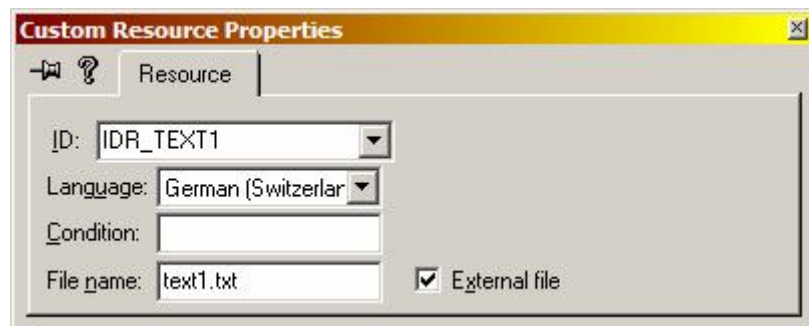 Custom Resource Properties
Resource
ID: IDR_TEXT1
Language: German (Switzerlar
Condition:
File name: text1.txt External file